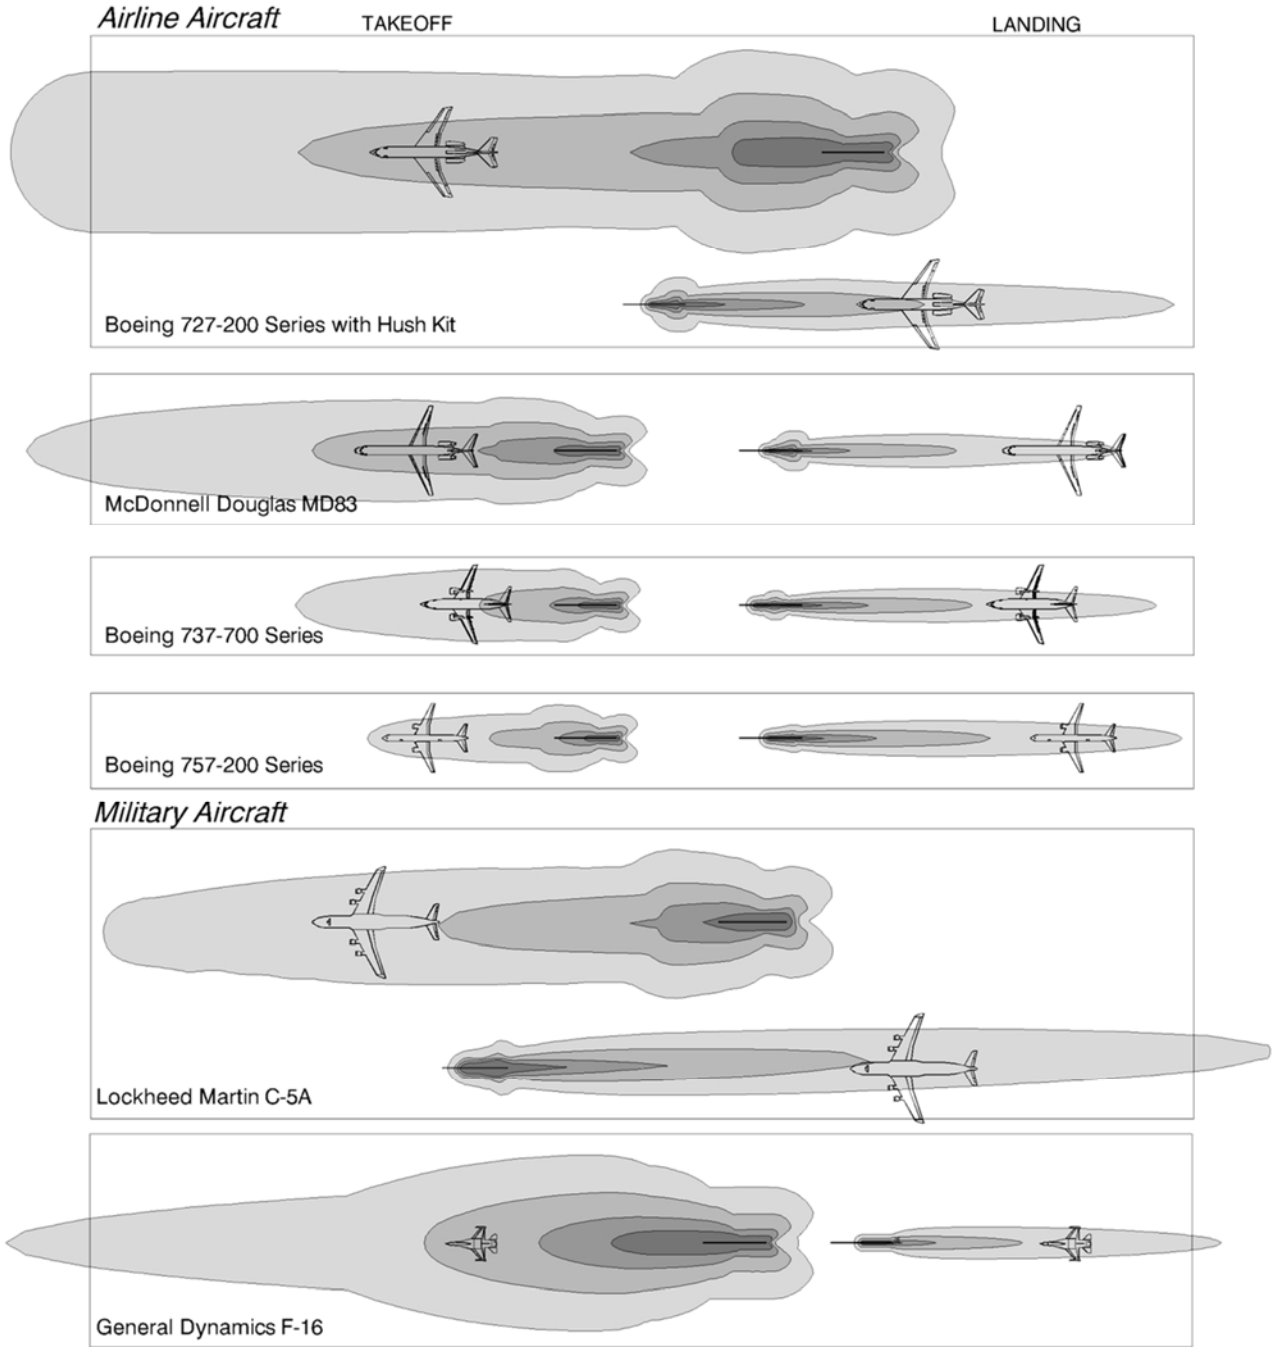 Airline Aircraft
TAKEOFF
LANDING
Boeing 727-200 Series with Hush Kit
McDonnell Douglas MD83
Boeing 737-700 Series
Boeing 757-200 Series
Military Aircraft
Lockheed Martin C-5A
General Dynamics F-16